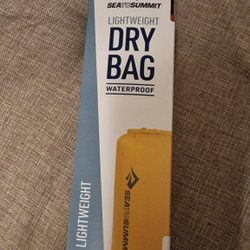 SEA TO SUMMIT
LIGHTWEIGHT
DRY
BAG
WATERPROOF
LIGHTWEIGHT
SEA TO SUMMIT